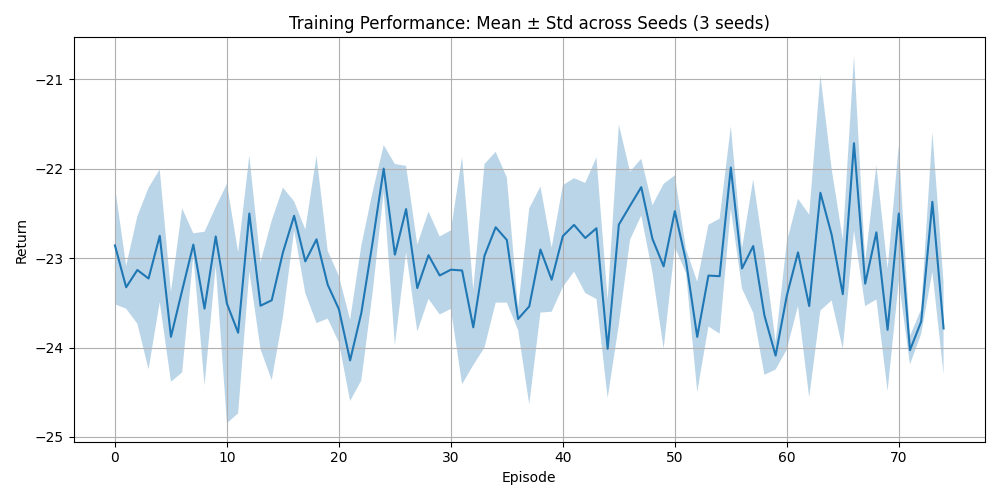 Training Performance: Mean ± Std across Seeds (3 seeds)
Return
−21
−22
−23
−24
−25
0 10 20 30 40 50 60 70
Episode